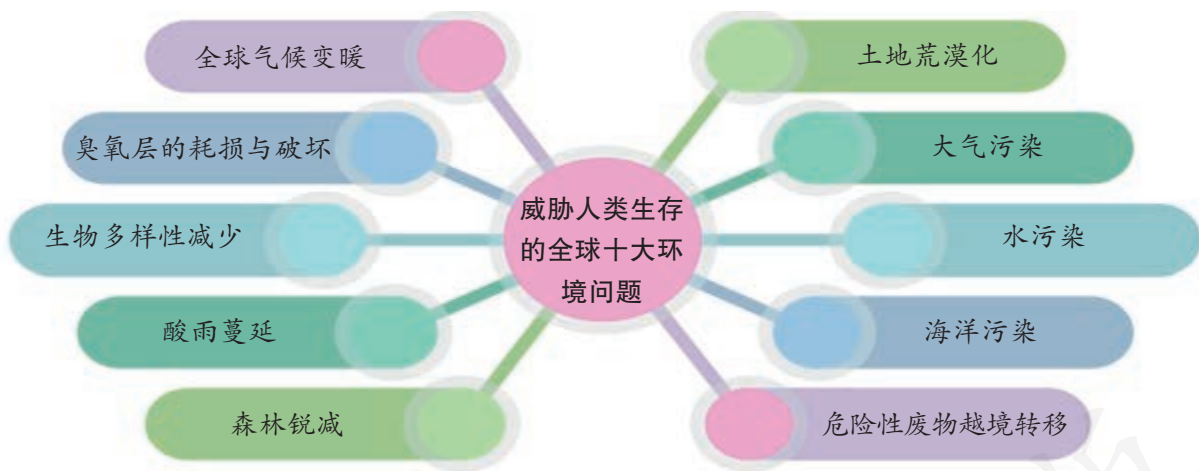 全球气候变暖
臭氧层的耗损与破坏
生物多样性减少
酸雨蔓延
森林锐减
威胁人类生存
的全球十大环
境问题
土地荒漠化
大气污染
水污染
海洋污染
危险性废物越境转移